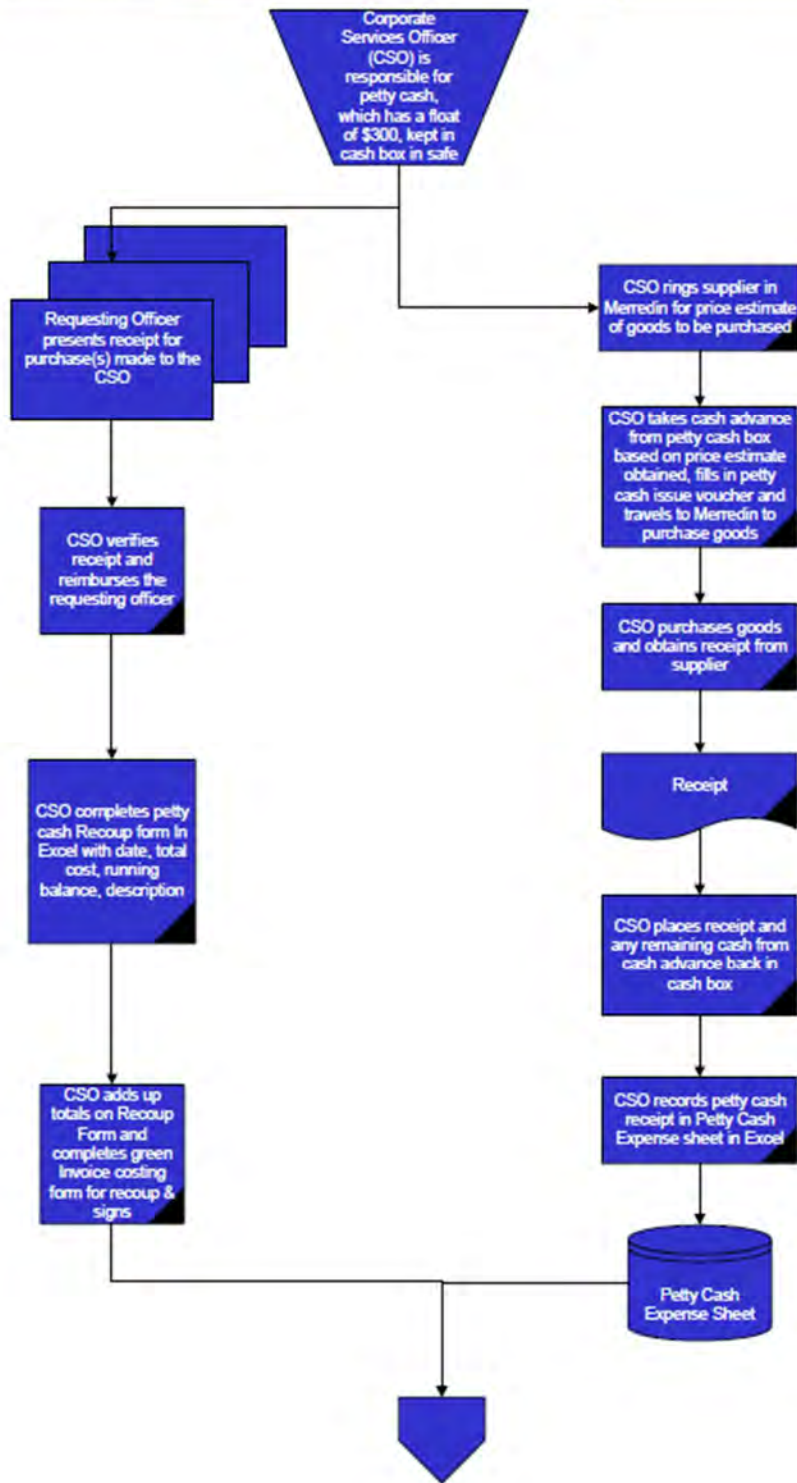 Corporate
Services Officer
(CSO) is
responsible for
petty cash,
which has a float
of $300, kept in
cash box in safe
Requesting Officer
presents receipt for
purchase(s) made to the
CSO
CSO verifies
receipt and
reimburses the
requesting officer
CSO completes petty
cash Recoup form In
Excel with date, total
cost, running
balance, description
CSO adds up
totals on Recoup
Form and
completes green
Invoice costing
form for recoup &
signs
CSO rings supplier in
Merredin for price estimate
of goods to be purchased
CSO takes cash advance
from petty cash box
based on price estimate
obtained, fills in petty
cash issue voucher and
travels to Merredin to
purchase goods
CSO purchases goods
and obtains receipt from
supplier
Receipt
CSO places receipt and
any remaining cash from
cash advance back in
cash box
CSO records petty cash
receipt in Petty Cash
Expense sheet in Excel
Petty Cash
Expense Sheet